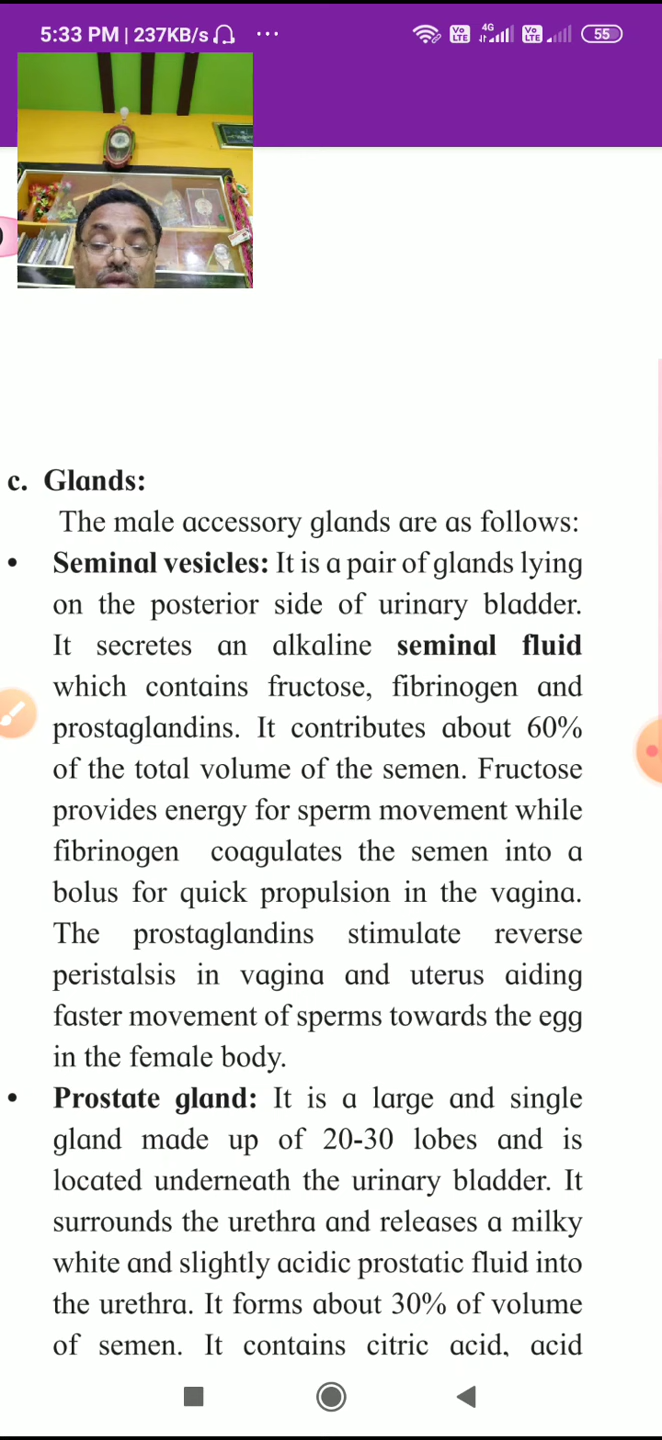 5:33 PM | 237KB/s ...
Vo LTE 4G Vo LTE 55
c. Glands:
The male accessory glands are as follows:
• Seminal vesicles: It is a pair of glands lying
on the posterior side of urinary bladder.
It secretes an alkaline seminal fluid
which contains fructose, fibrinogen and
prostaglandins. It contributes about 60%
of the total volume of the semen. Fructose
provides energy for sperm movement while
fibrinogen coagulates the semen into a
bolus for quick propulsion in the vagina.
The prostaglandins stimulate reverse
peristalsis in vagina and uterus aiding
faster movement of sperms towards the egg
in the female body.
• Prostate gland: It is a large and single
gland made up of 20-30 lobes and is
located underneath the urinary bladder. It
surrounds the urethra and releases a milky
white and slightly acidic prostatic fluid into
the urethra. It forms about 30% of volume
of semen. It contains citric acid, acid